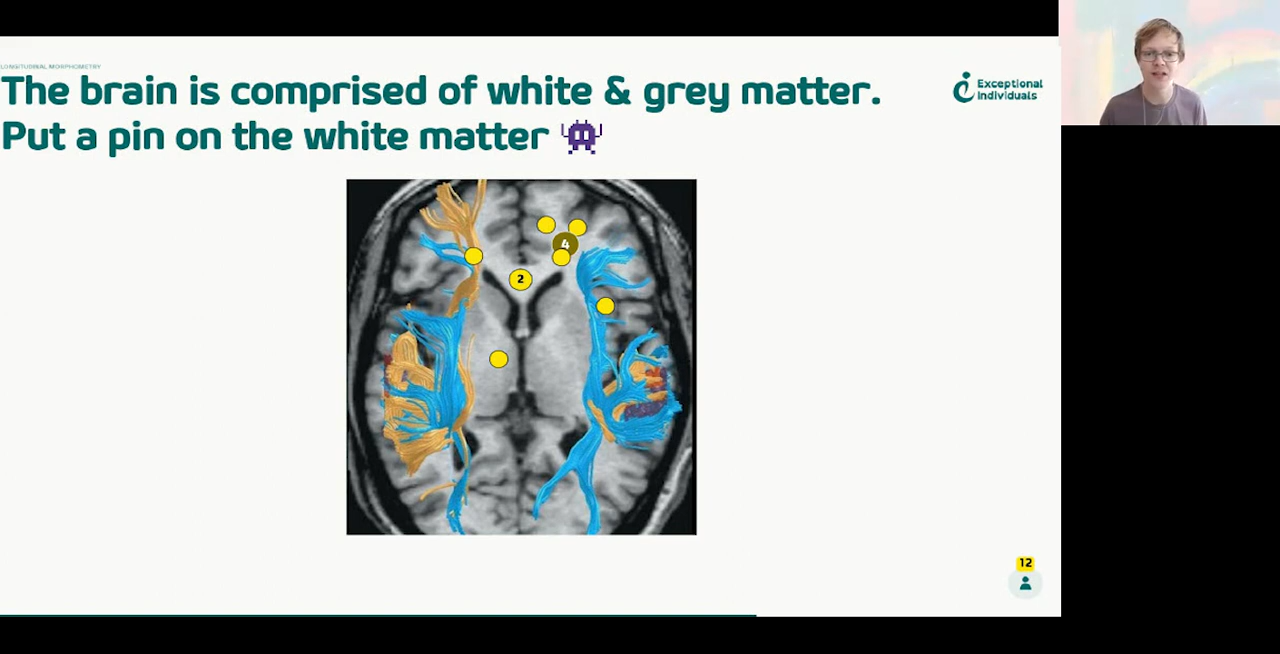 LONGITUDINAL MORPHOMETRY
The brain is comprised of white & grey matter.
Put a pin on the white matter
Exceptional
Individuals
4
2
12